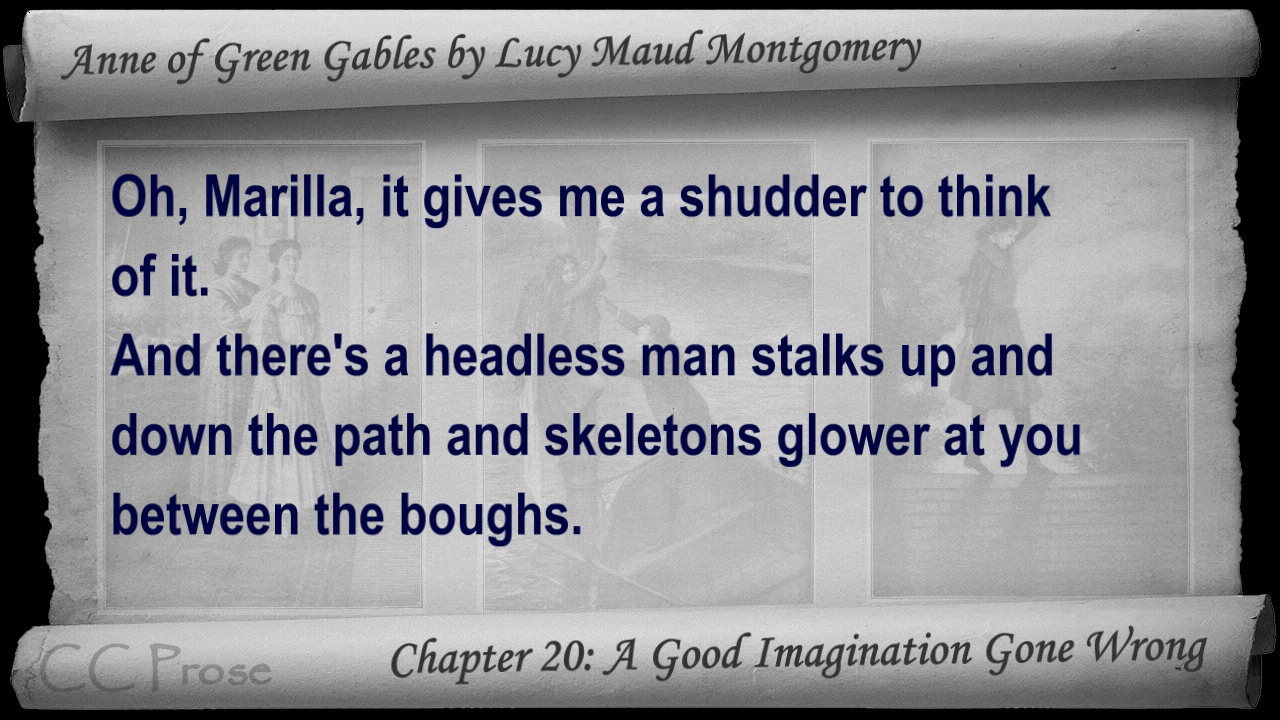 Anne of Green Gables by Lucy Maud Montgomery
Oh, Marilla, it gives me a shudder to think
of it.
And there's a headless man stalks up and
down the path and skeletons glower at you
between the boughs.
CC Prose
Chapter 20: A Good Imagination Gone Wrong